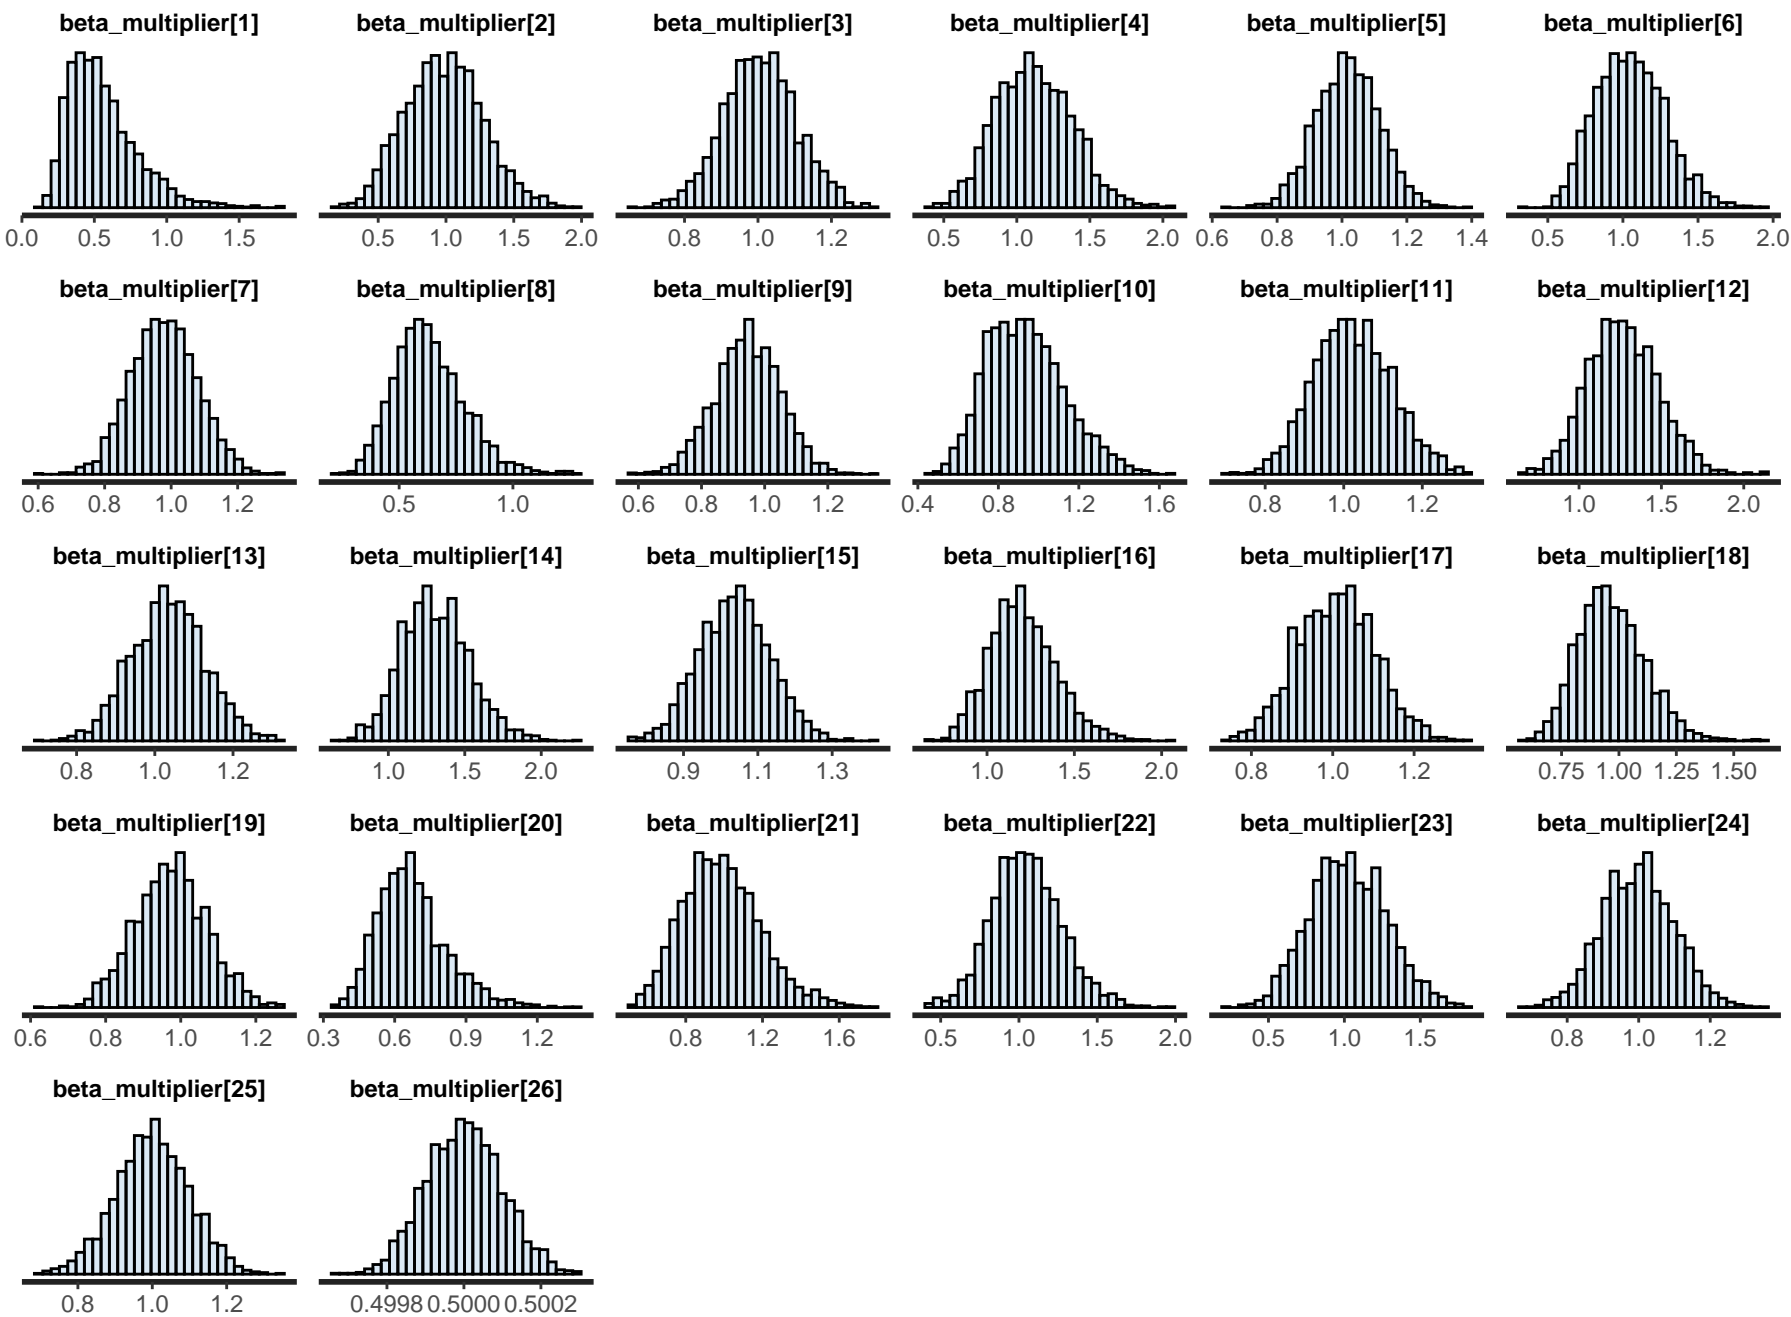 beta_multiplier[1] beta_multiplier[2] beta_multiplier[3] beta_multiplier[4] beta_multiplier[5] beta_multiplier[6]
0.0 0.5 1.0 1.5 0.5 1.0 1.5 2.0 0.8 1.0 1.2 0.5 1.0 1.5 2.0 0.6 0.8 1.0 1.2 1.4 0.5 1.0 1.5 2.0
beta_multiplier[7] beta_multiplier[8] beta_multiplier[9] beta_multiplier[10] beta_multiplier[11] beta_multiplier[12]
0.6 0.8 1.0 1.2 0.5 1.0 0.6 0.8 1.0 1.2 0.4 0.8 1.2 1.6 0.8 1.0 1.2 1.0 1.5 2.0
beta_multiplier[13] beta_multiplier[14] beta_multiplier[15] beta_multiplier[16] beta_multiplier[17] beta_multiplier[18]
0.8 1.0 1.2 1.0 1.5 2.0 0.9 1.1 1.3 1.0 1.5 2.0 0.8 1.0 1.2 0.75 1.00 1.25 1.50
beta_multiplier[19] beta_multiplier[20] beta_multiplier[21] beta_multiplier[22] beta_multiplier[23] beta_multiplier[24]
0.6 0.8 1.0 1.2 0.3 0.6 0.9 1.2 0.8 1.2 1.6 0.5 1.0 1.5 2.0 0.5 1.0 1.5 0.8 1.0 1.2
beta_multiplier[25] beta_multiplier[26]
0.8 1.0 1.2 0.4998 0.5000 0.5002